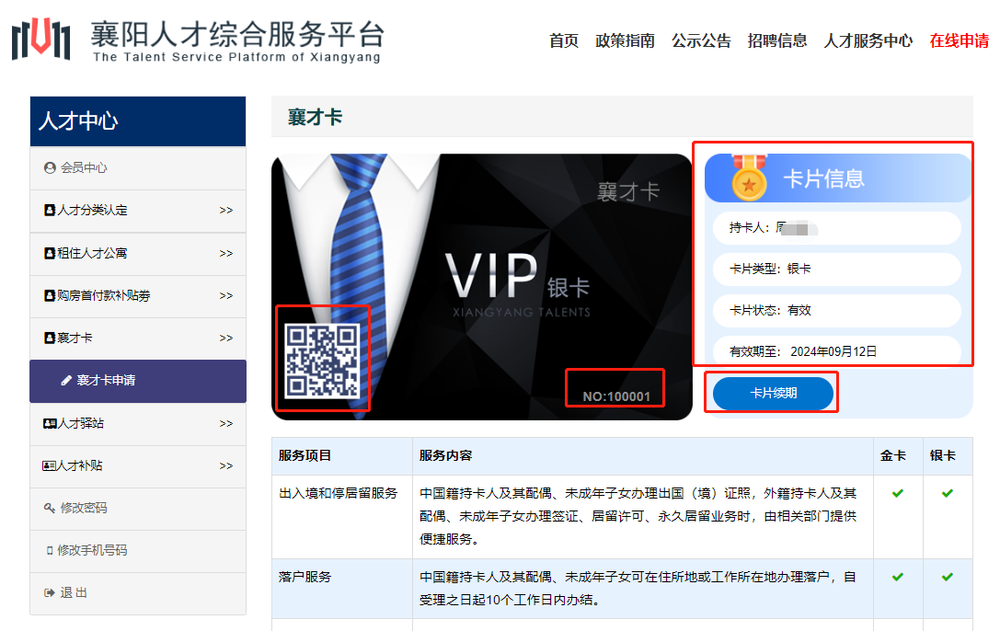 襄阳人才综合服务平台
The Talent Service Platform of Xiangyang
首页 政策指南 公示公告 招聘信息 人才服务中心 在线申请
人才中心
会员中心
人才分类认定 >>
租住人才公寓 >>
购房首付款补贴劵 >>
襄才卡 >>
襄才卡申请
人才驿站 >>
人才补贴 >>
修改密码
修改手机号码
退 出
襄才卡
襄才卡
VIP 银卡
XIANGYANG TALENTS
NO:100001
卡片信息
持卡人：周
卡片类型：银卡
卡片状态：有效
有效期至： 2024年09月12日
卡片续期
服务项目 服务内容 金卡 银卡
出入境和停居留服务
中国籍持卡人及其配偶、未成年子女办理出国（境）证照，外籍持卡人及其
配偶、未成年子女办理签证、居留许可、永久居留业务时，由相关部门提供
便捷服务。
落户服务
中国籍持卡人及其配偶、未成年子女可在住所地或工作所在地办理落户，自
受理之日起10个工作日内办结。